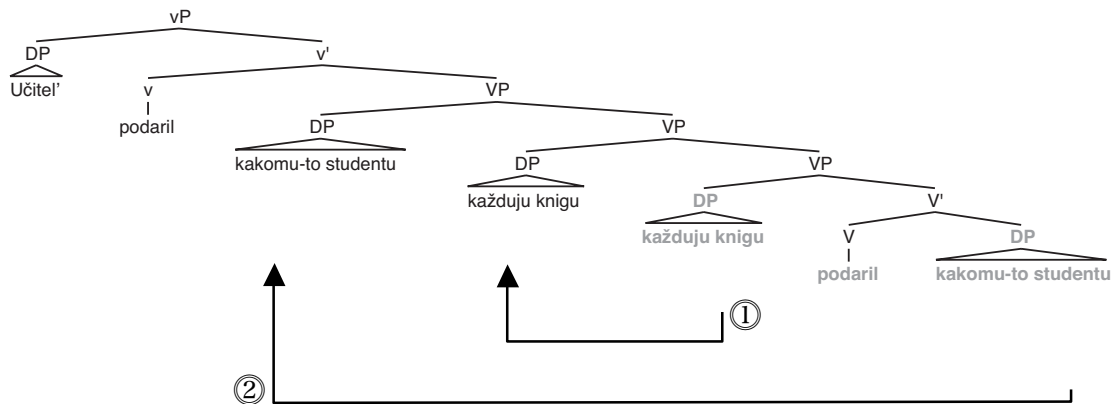 vP
DP v'
Učitel’ v VP
podaril DP VP
kakomu-to studentu DP VP
každuju knigu DP V'
každuju knigu V DP
podaril kakomu-to studentu
①
②